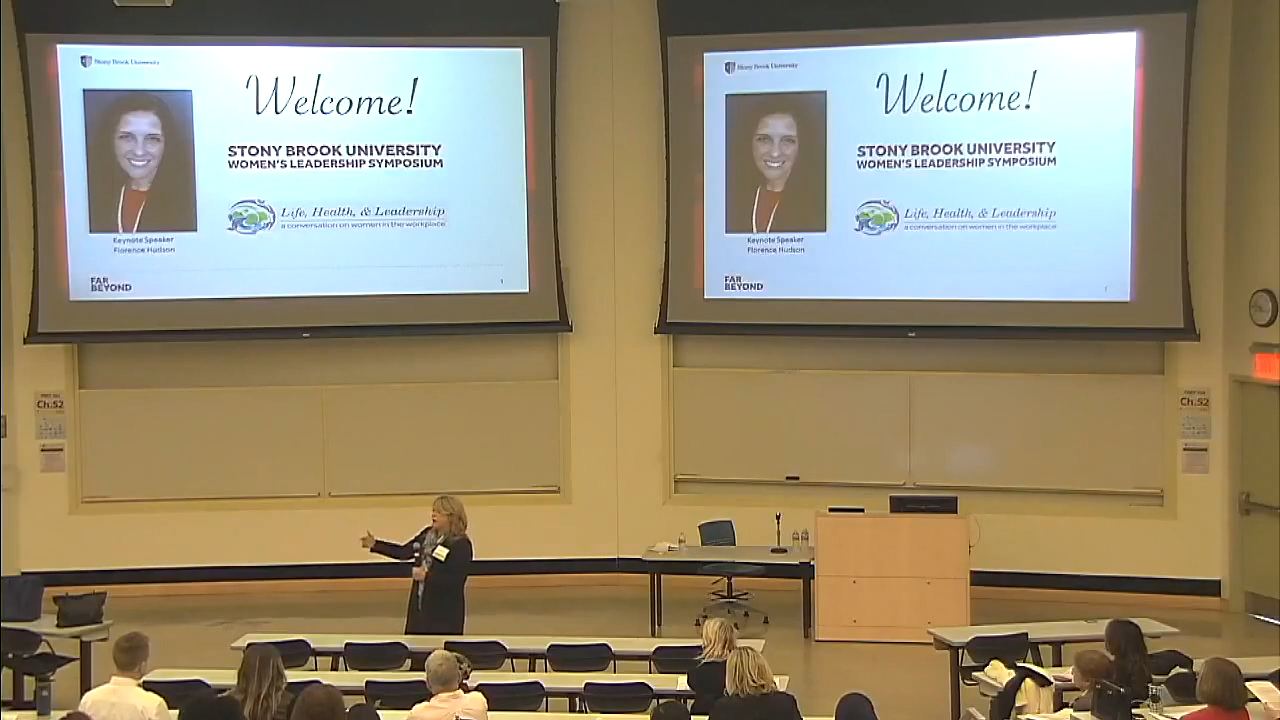 Stony Brook University
Welcome!
STONY BROOK UNIVERSITY
WOMEN'S LEADERSHIP SYMPOSIUM
Life, Health, & Leadership
a conversation on women in the workplace
Keynote Speaker
Florence Hudson
FAR
BEYOND
1
Stony Brook University
Welcome!
STONY BROOK UNIVERSITY
WOMEN'S LEADERSHIP SYMPOSIUM
Life, Health, & Leadership
a conversation on women in the workplace
Keynote Speaker
Florence Hudson
FAR
BEYOND
1
Ch.52
Ch.52